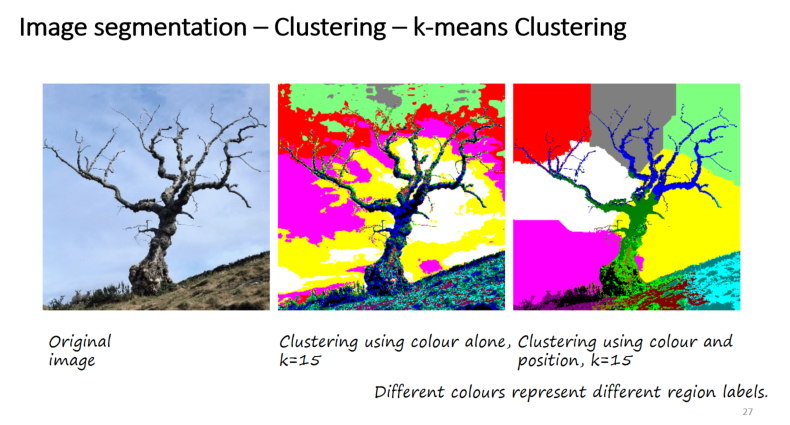 Image segmentation – Clustering – k-means Clustering
Original
image
Clustering using colour alone,
k=15
Clustering using colour and
position, k=15
Different colours represent different region labels.
27